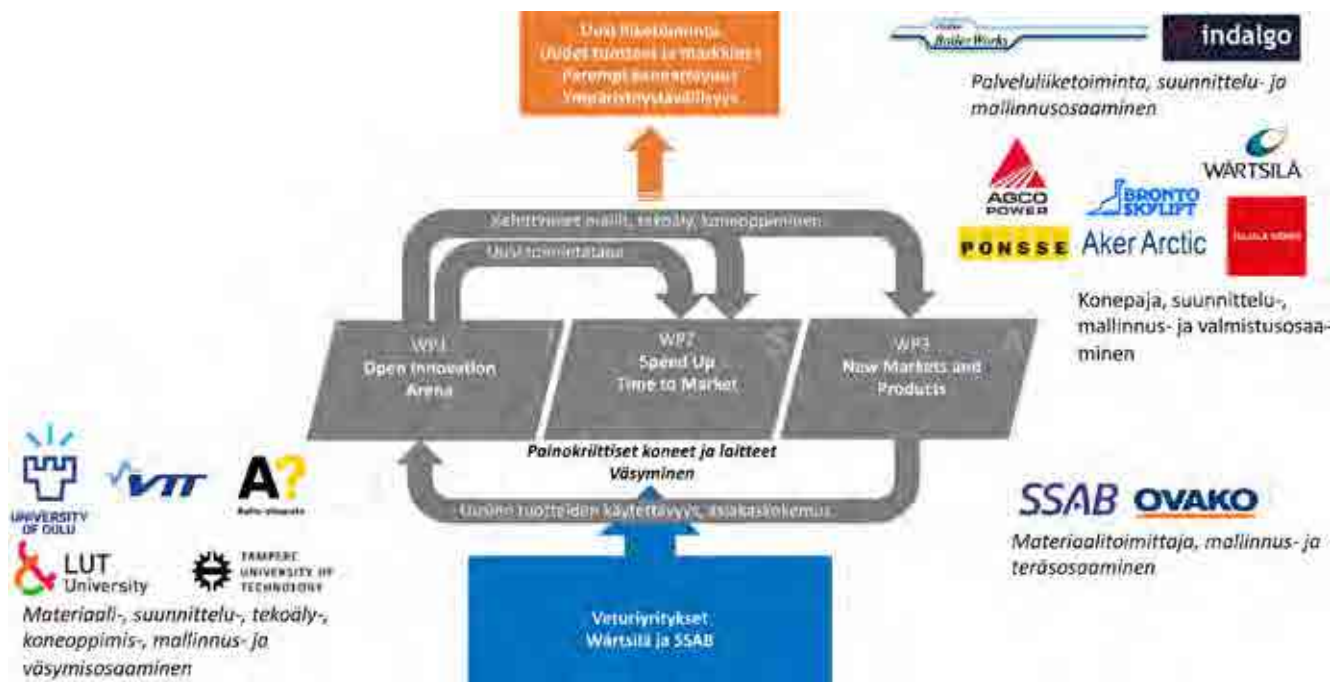 Uusi liiketoiminta
Uudet tuotteet ja markkinat
Parempi kannattavuus
Ympäristöystävällisyys
Boiler Works
indalgo
Palveluliiketoiminta, suunnittelu- ja
mallinnusosaaminen
AGCO
POWER
BRONTO
SKYLIFT
WÄRTSILÄ
PONSSE
Aker Arctic
Konepaja, suunnittelu-,
mallinnus- ja valmistusosaa-
minen
Kehittyneet mallit, tekoäly, koneoppiminen
Uusi toimintatapa
WP1
Open Innovation
Arena
WP2
Speed Up
Time to Market
WP3
New Markets and
Products
Painokriittiset koneet ja laitteet
Väsyminen
Uusien tuotteiden käytettävyys, asiakaskokemus
Veturiyritykset
Wärtsilä ja SSAB
UNIVERSITY
OF OULU
VTT
A?
Aalto-yliopisto
LUT
University
TAMPERE
UNIVERSITY OF
TECHNOLOGY
Materiaali-, suunnittelu-, tekoäly-,
koneoppimis-, mallinnus- ja
väsymisosaaminen
SSAB
OVAKO
Materiaalitoimittaja, mallinnus- ja
teräsosaaminen